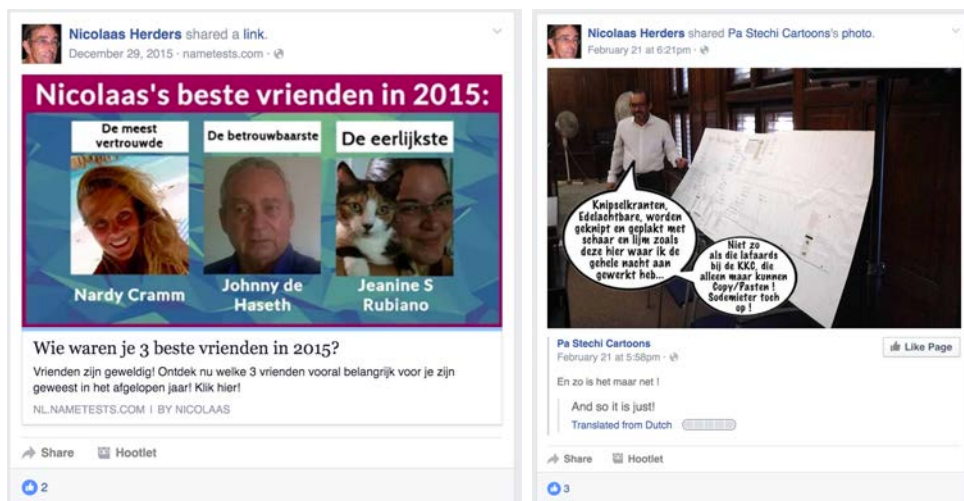 Nicolaas Herders shared a link.
December 29, 2015 · nametests.com ·
Nicolaas's beste vrienden in 2015:
De meest
vertrouwde
De betrouwbaarste
De eerlijkste
Nardy Cramm
Johnny de
Haseth
Jeanine S
Rubiano
Wie waren je 3 beste vrienden in 2015?
Vrienden zijn geweldig! Ontdek nu welke 3 vrienden vooral belangrijk voor je zijn
geweest in het afgelopen jaar! Klik hier!
NL.NAMETESTS.COM | BY NICOLAAS
Share Hootlet
2
Nicolaas Herders shared Pa Stechi Cartoons's photo.
February 21 at 6:21pm ·
Knipselkranten,
Edelachtbare, worden
geknipt en geplakt met
schaar en lijm zoals
deze hier waar ik de
gehele nacht aan
gewerkt heb...
Niet zo
als die lafaards
bij de KKC, die
alleen maar kunnen
Copy/Pasten !
Sodemieter toch
op !
Pa Stechi Cartoons
February 21 at 5:58pm ·
Like Page
En zo is het maar net !
And so it is just!
Translated from Dutch
Share Hootlet
3